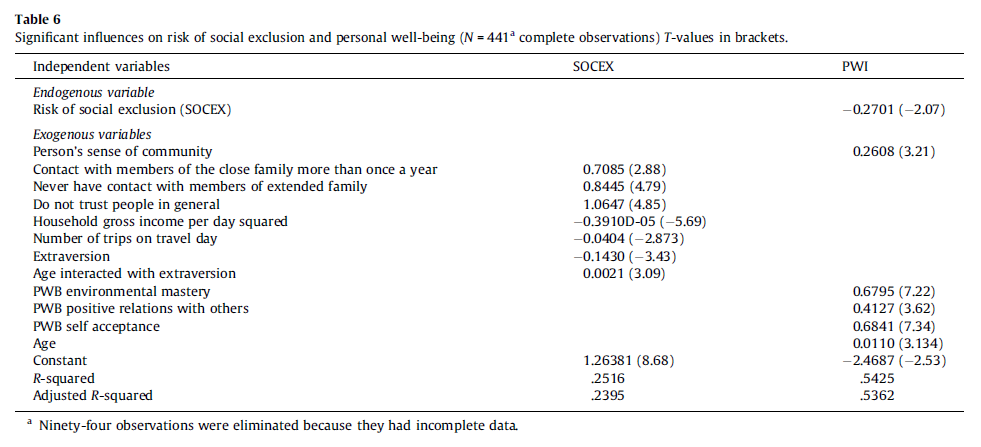 Table 6
Significant influences on risk of social exclusion and personal well-being (N = 441a complete observations) T-values in brackets.
Independent variables SOCEX PWI
Endogenous variable
Risk of social exclusion (SOCEX) −0.2701 (−2.07)
Exogenous variables
Person's sense of community 0.2608 (3.21)
Contact with members of the close family more than once a year 0.7085 (2.88)
Never have contact with members of extended family 0.8445 (4.79)
Do not trust people in general 1.0647 (4.85)
Household gross income per day squared −0.3910D-05 (−5.69)
Number of trips on travel day −0.0404 (−2.873)
Extraversion −0.1430 (−3.43)
Age interacted with extraversion 0.0021 (3.09)
PWB environmental mastery 0.6795 (7.22)
PWB positive relations with others 0.4127 (3.62)
PWB self acceptance 0.6841 (7.34)
Age 0.0110 (3.134)
Constant 1.26381 (8.68) −2.4687 (−2.53)
R-squared .2516 .5425
Adjusted R-squared .2395 .5362
a Ninety-four observations were eliminated because they had incomplete data.